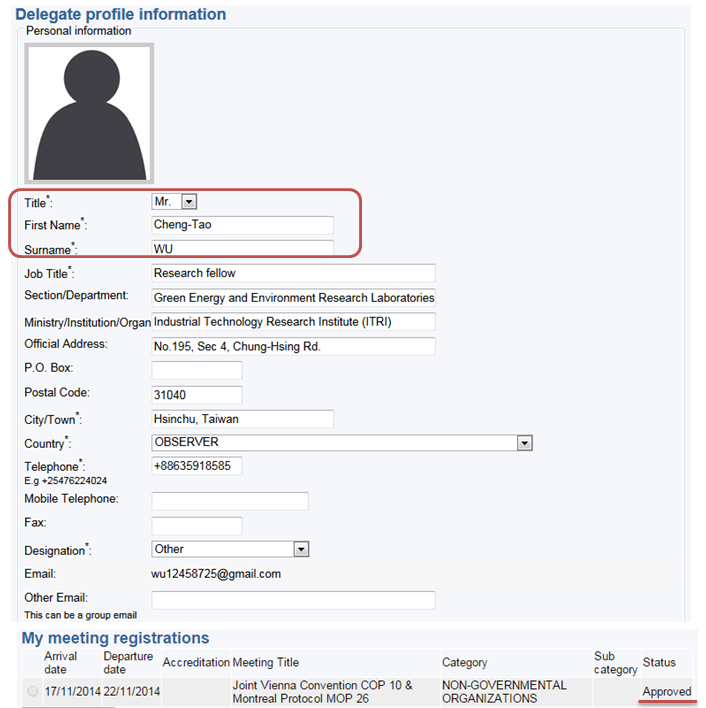 Delegate profile information
Personal information
Title*: Mr.
First Name*: Cheng-Tao
Surname*: WU
Job Title*: Research fellow
Section/Department: Green Energy and Environment Research Laboratories
Ministry/Institution/Organ Industrial Technology Research Institute (ITRI)
Official Address: No.195, Sec 4, Chung-Hsing Rd.
P.O. Box:
Postal Code: 31040
City/Town*: Hsinchu, Taiwan
Country*: OBSERVER
Telephone*: +88635918585
E.g +25476224024
Mobile Telephone:
Fax:
Designation*: Other
Email: wu12458725@gmail.com
Other Email:
This can be a group email
My meeting registrations
Arrival date Departure date Accreditation Meeting Title Category Sub category Status
17/11/2014 22/11/2014 Joint Vienna Convention COP 10 & Montreal Protocol MOP 26 NON-GOVERNMENTAL ORGANIZATIONS Approved